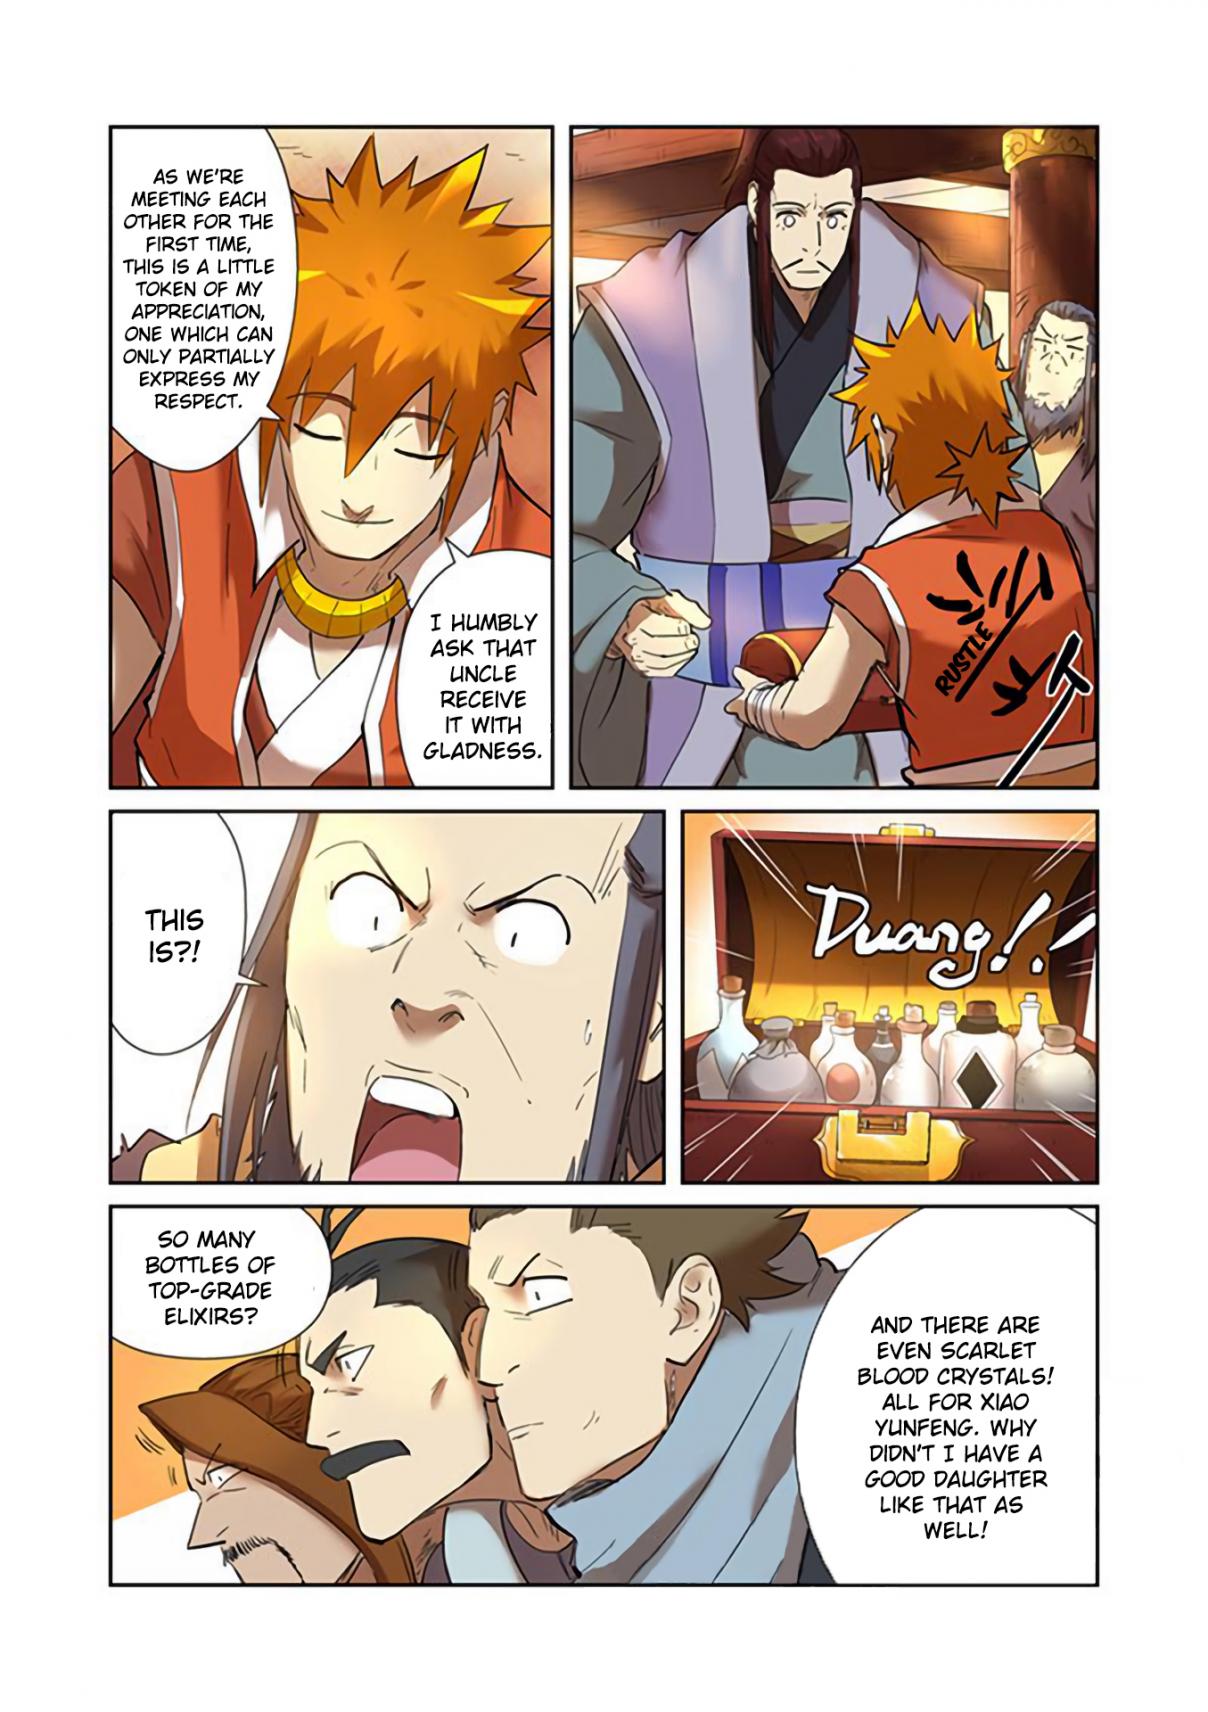 AS WE'RE
MEETING EACH
OTHER FOR THE
FIRST TIME,
THIS IS A LITTLE
TOKEN OF MY
APPRECIATION,
ONE WHICH CAN
ONLY PARTIALLY
EXPRESS MY
RESPECT.
I HUMBLY
ASK THAT
UNCLE
RECEIVE
IT WITH
GLADNESS.
RUSTLE
THIS
IS?!
Duang!!
SO MANY
BOTTLES OF
TOP-GRADE
ELIXIRS?
AND THERE ARE
EVEN SCARLET
BLOOD CRYSTALS!
ALL FOR XIAO
YUNFENG. WHY
DIDN'T I HAVE A
GOOD DAUGHTER
LIKE THAT AS
WELL!